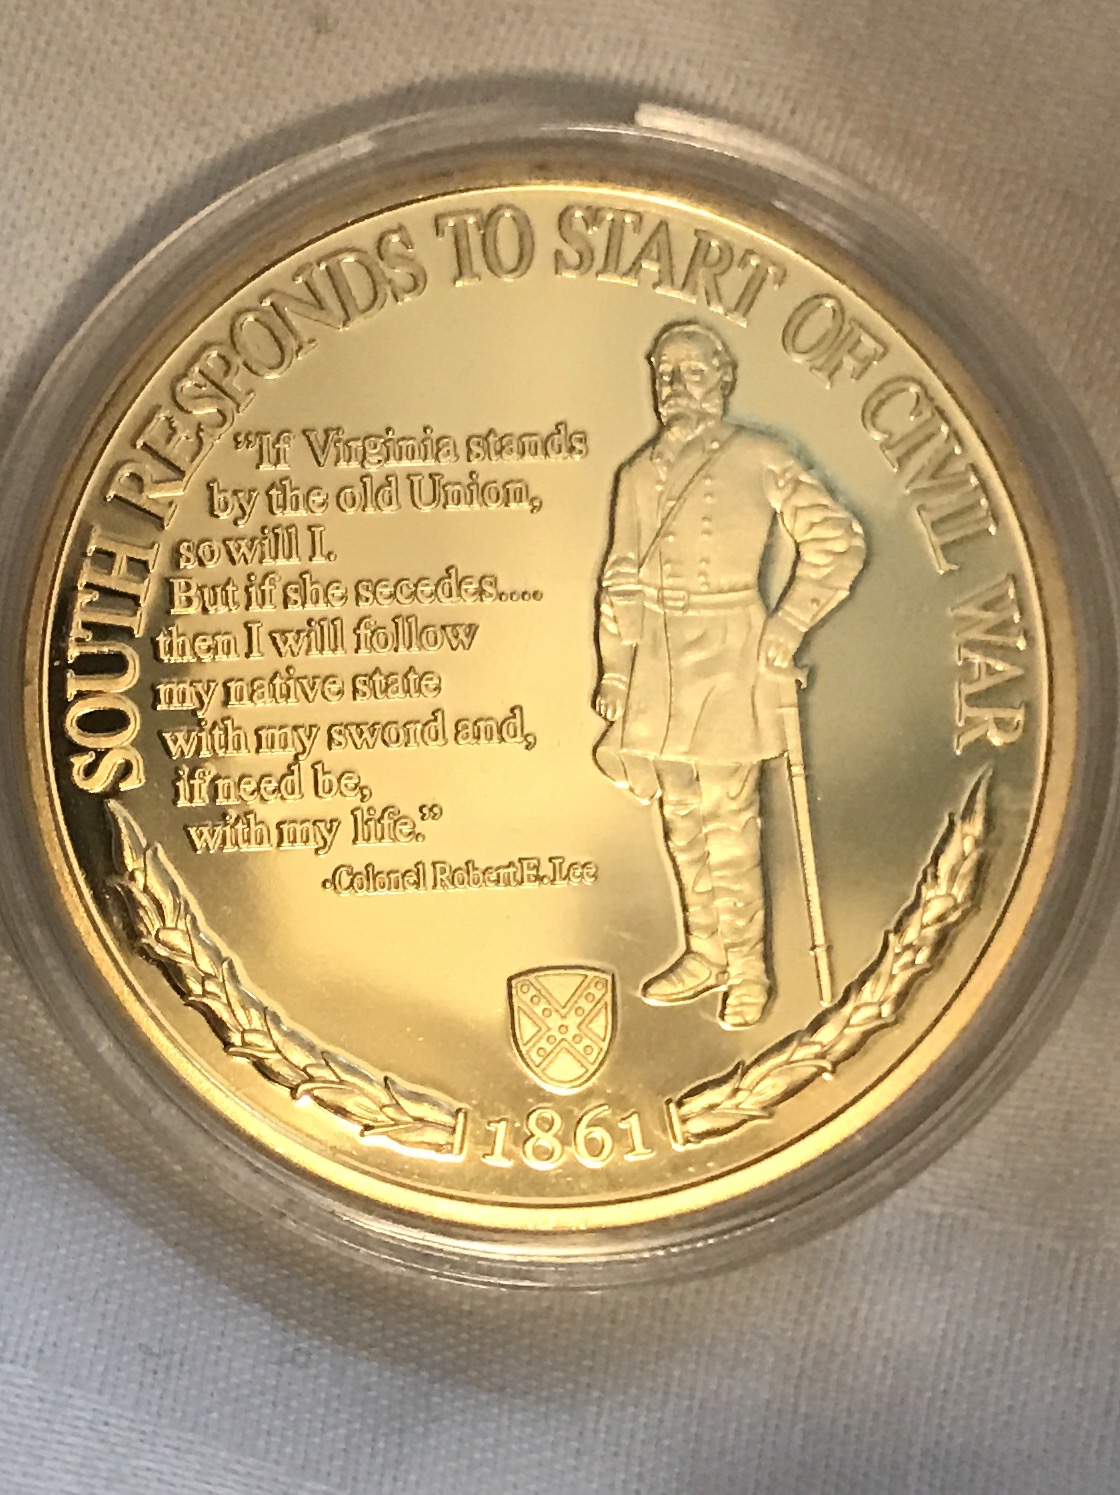 SOUTH RESPONDS TO START OF CIVIL WAR
“If Virginia stands
by the old Union,
so will I.
But if she secedes....
then I will follow
my native state
with my sword and,
if need be,
with my life.”
-Colonel Robert E. Lee
1861